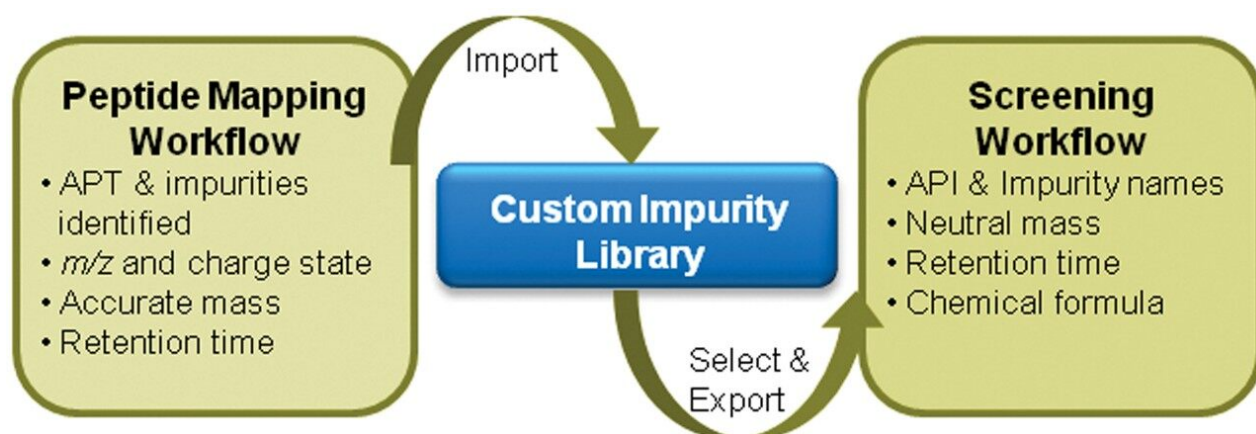 Peptide Mapping
Workflow
• APT & impurities
identified
• m/z and charge state
• Accurate mass
• Retention time
Import
Custom Impurity
Library
Select &
Export
Screening
Workflow
• API & Impurity names
• Neutral mass
• Retention time
• Chemical formula